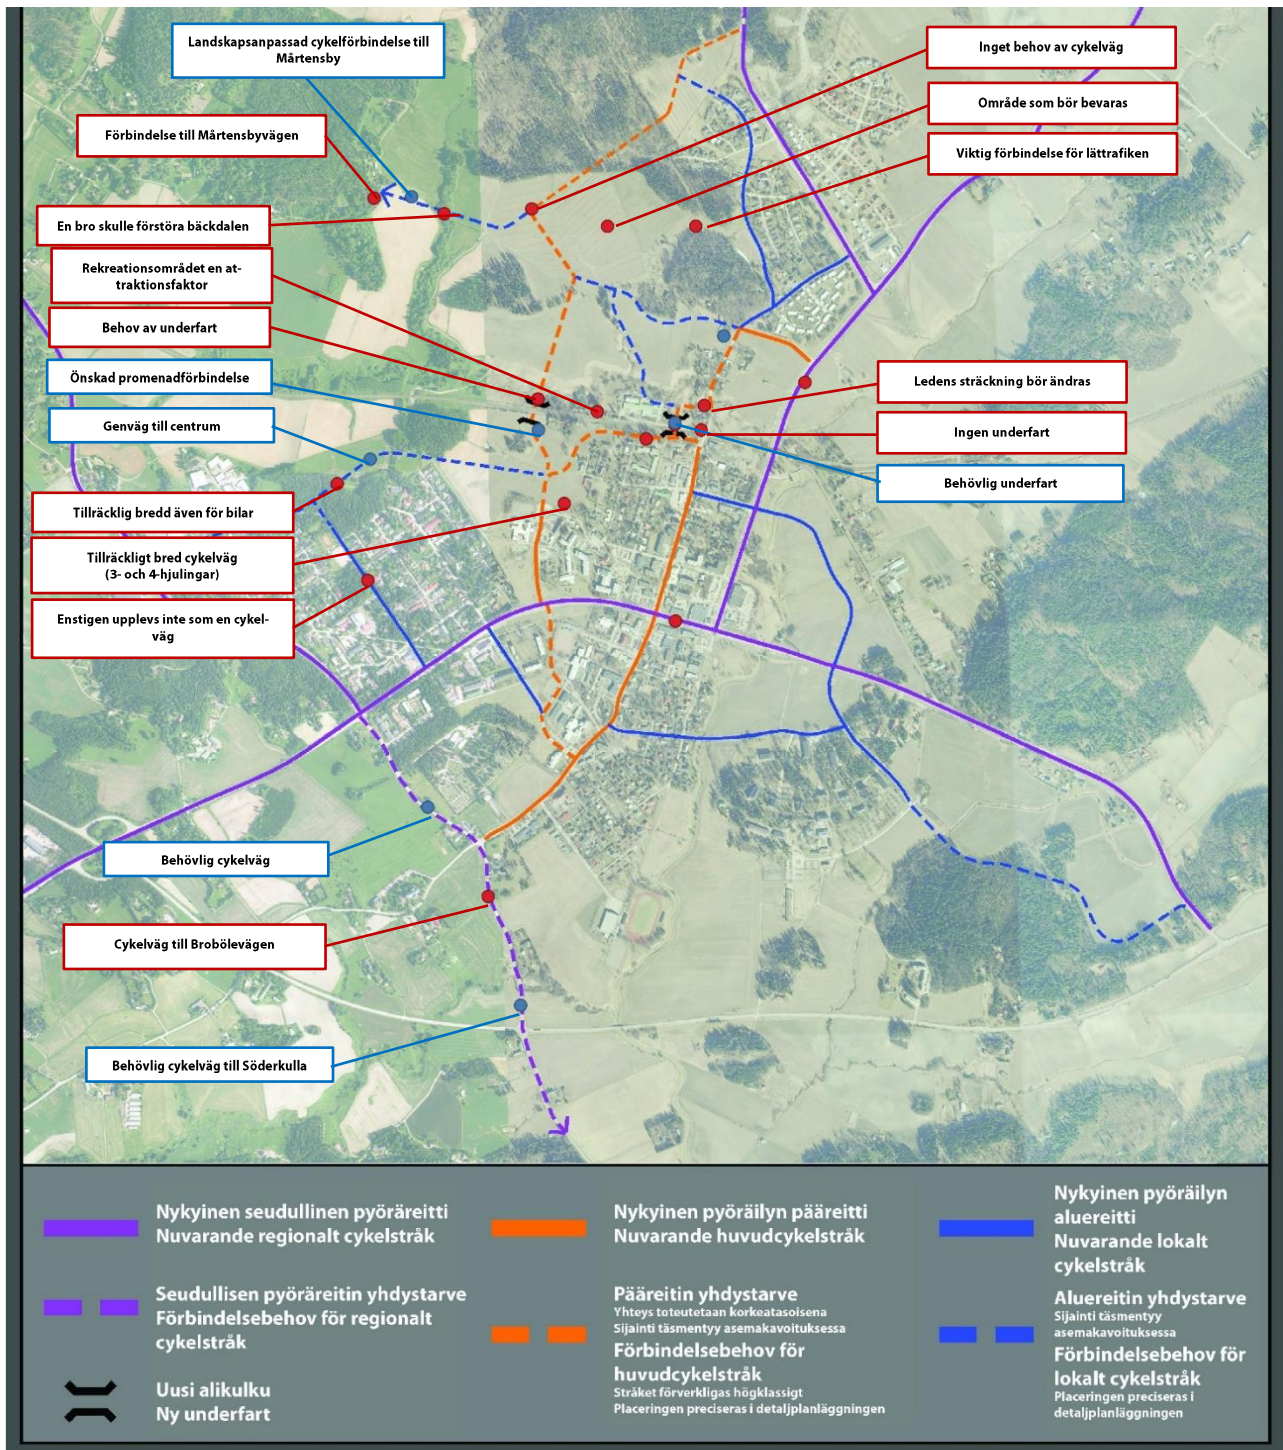 Landskapsanpassad cykelförbindelse till
Mårtensby
Förbindelse till Mårtensbyvägen
En bro skulle förstöra bäckdalen
Rekreationsområdet en at-
traktionsfaktor
Behov av underfart
Önskad promenadförbindelse
Genväg till centrum
Tillräcklig bredd även för bilar
Tillräckligt bred cykelväg
(3- och 4-hjulingar)
Enstigen upplevs inte som en cykel-
väg
Behövlig cykelväg
Cykelväg till Brobölevägen
Behövlig cykelväg till Söderkulla
Inget behov av cykelväg
Område som bör bevaras
Viktig förbindelse för lättrafiken
Ledens sträckning bör ändras
Ingen underfart
Behövlig underfart
Nykyinen seudullinen pyöräreitti
Nuvarande regionalt cykelstråk
Seudullisen pyöräreitin yhdystarve
Förbindelsebehov för regionalt
cykelstråk
Uusi alikulku
Ny underfart
Nykyinen pyöräilyn pääreitti
Nuvarande huvudcykelstråk
Pääreitin yhdystarve
Yhteys toteutetaan korkeatasoisena
Sijainti täsmentyy asemakavoituksessa
Förbindelsebehov för
huvudcykelstråk
Stråket förverkligas högklassigt
Placeringen preciseras i detaljplanläggningen
Nykyinen pyöräilyn
aluereitti
Nuvarande lokalt
cykelstråk
Aluereitin yhdystarve
Sijainti täsmentyy
asemakavoituksessa
Förbindelsebehov för
lokalt cykelstråk
Placeringen preciseras i
detaljplanläggningen